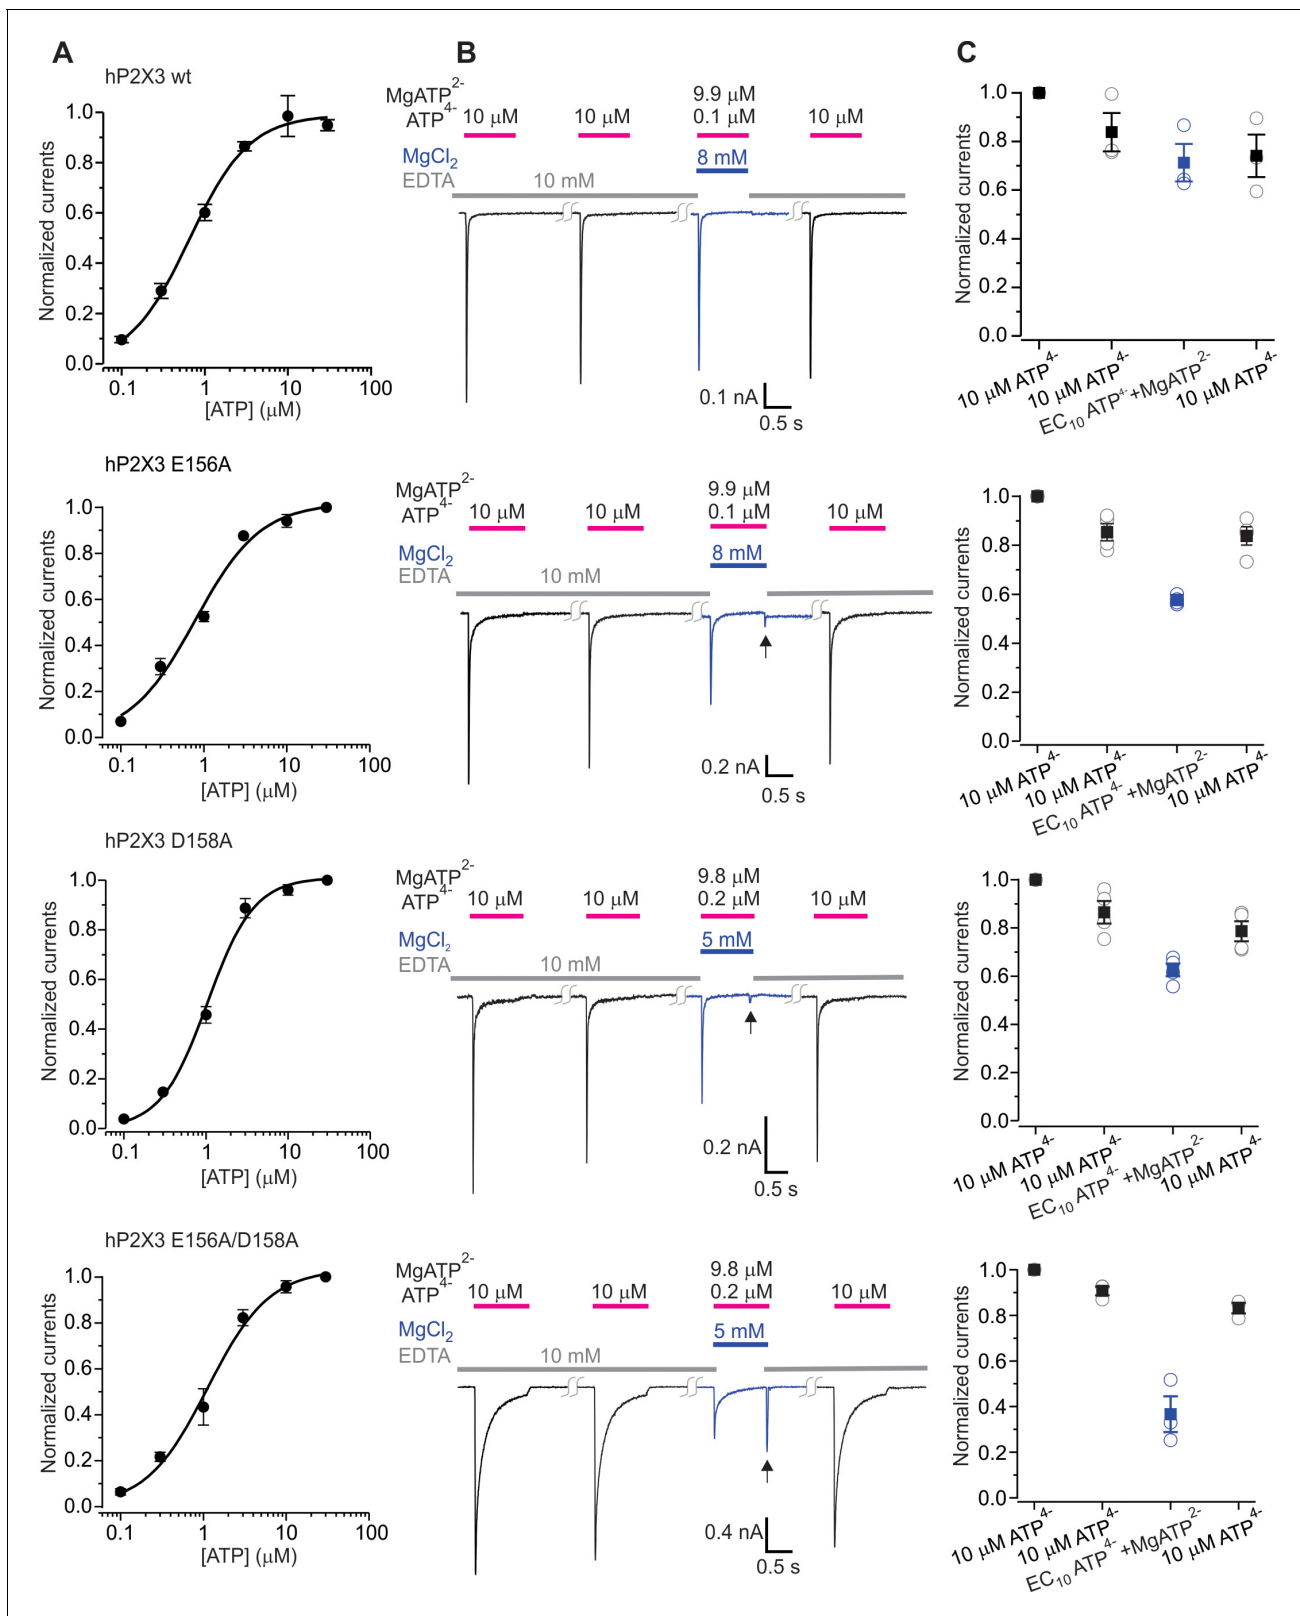 A
B
C
hP2X3 wt
Normalized currents
1.0
0.8
0.6
0.4
0.2
0.0
0.1 1 10 100
[ATP] (μM)
MgATP2-
ATP4-
MgCl2
EDTA
10 μM
10 μM
9.9 μM
0.1 μM
10 μM
8 mM
10 mM
0.1 nA
0.5 s
Normalized currents
1.0
0.8
0.6
0.4
0.2
0.0
10 μM ATP4-
10 μM ATP4-
EC10 ATP4-+MgATP2-
10 μM ATP4-
hP2X3 E156A
Normalized currents
1.0
0.8
0.6
0.4
0.2
0.0
0.1 1 10 100
[ATP] (μM)
MgATP2-
ATP4-
MgCl2
EDTA
10 μM
10 μM
9.9 μM
0.1 μM
10 μM
8 mM
10 mM
0.2 nA
0.5 s
Normalized currents
1.0
0.8
0.6
0.4
0.2
0.0
10 μM ATP4-
10 μM ATP4-
EC10 ATP4-+MgATP2-
10 μM ATP4-
hP2X3 D158A
Normalized currents
1.0
0.8
0.6
0.4
0.2
0.0
0.1 1 10 100
[ATP] (μM)
MgATP2-
ATP4-
MgCl2
EDTA
10 μM
10 μM
9.8 μM
0.2 μM
10 μM
5 mM
10 mM
0.2 nA
0.5 s
Normalized currents
1.0
0.8
0.6
0.4
0.2
0.0
10 μM ATP4-
10 μM ATP4-
EC10 ATP4-+MgATP2-
10 μM ATP4-
hP2X3 E156A/D158A
Normalized currents
1.0
0.8
0.6
0.4
0.2
0.0
0.1 1 10 100
[ATP] (μM)
MgATP2-
ATP4-
MgCl2
EDTA
10 μM
10 μM
9.8 μM
0.2 μM
10 μM
5 mM
10 mM
0.4 nA
0.5 s
Normalized currents
1.0
0.8
0.6
0.4
0.2
0.0
10 μM ATP4-
10 μM ATP4-
EC10 ATP4-+MgATP2-
10 μM ATP4-